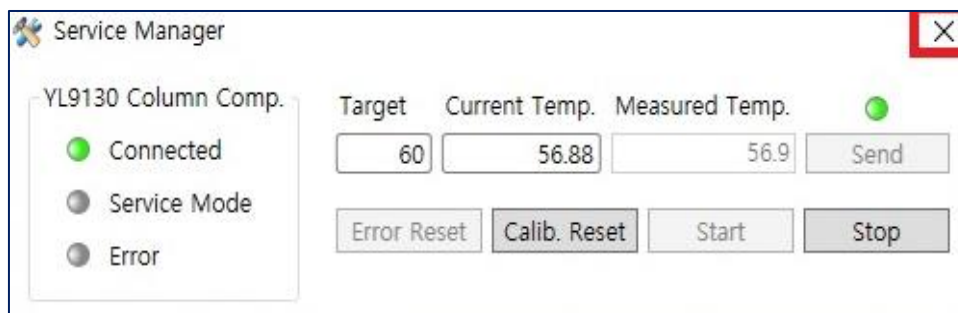 Service Manager
YL9130 Column Comp.
Connected
Service Mode
Error
Target Current Temp. Measured Temp.
60 56.88 56.9 Send
Error Reset Calib. Reset Start Stop